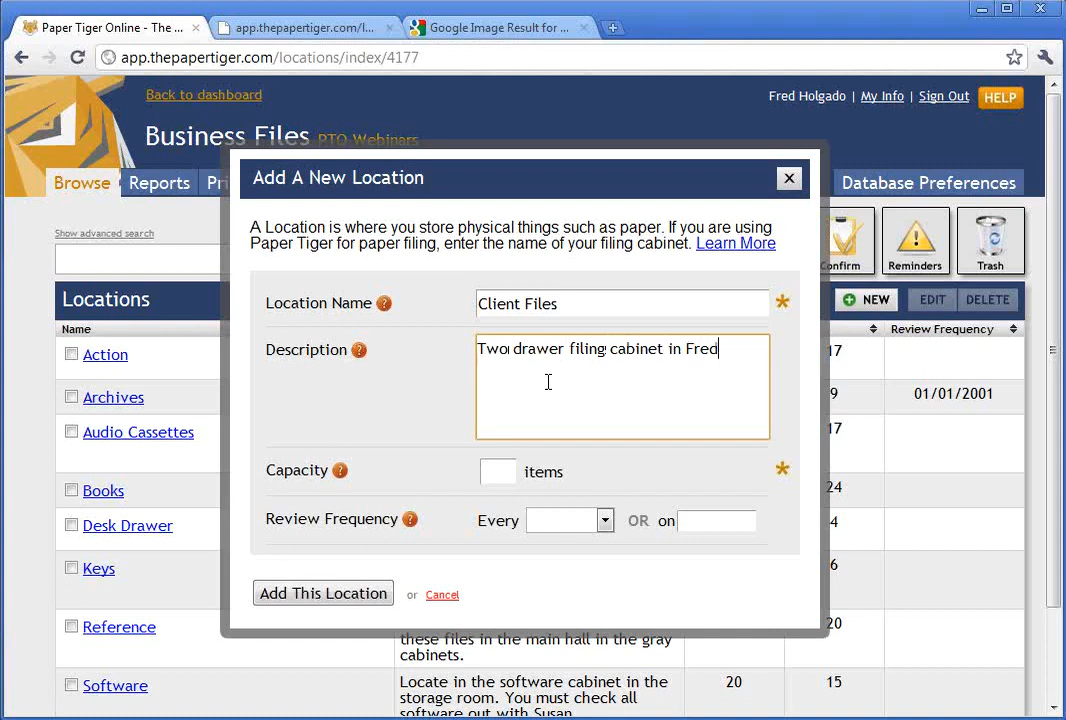 Paper Tiger Online - The ...
app.thepapertiger.com/l...
Google Image Result for ...
app.thepapertiger.com/locations/index/4177
Back to dashboard
Fred Holgado | My Info | Sign Out HELP
Business Files PTO Webinars
Browse Reports Pri Database Preferences
Show advanced search
Confirm Reminders Trash
Add A New Location
A Location is where you store physical things such as paper. If you are using
Paper Tiger for paper filing, enter the name of your filing cabinet. Learn More
Location Name ? Client Files *
Description ? Two drawer filing cabinet in Fred
Capacity ? items *
Review Frequency ? Every OR on
Add This Location or Cancel
Locations NEW EDIT DELETE
Name Review Frequency
Action 17
Archives 9 01/01/2001
Audio Cassettes 17
Books 24
Desk Drawer 4
Keys 6
Reference 20
these files in the main hall in the gray
cabinets.
Software Locate in the software cabinet in the 20 15
storage room. You must check all
software out with Susan.